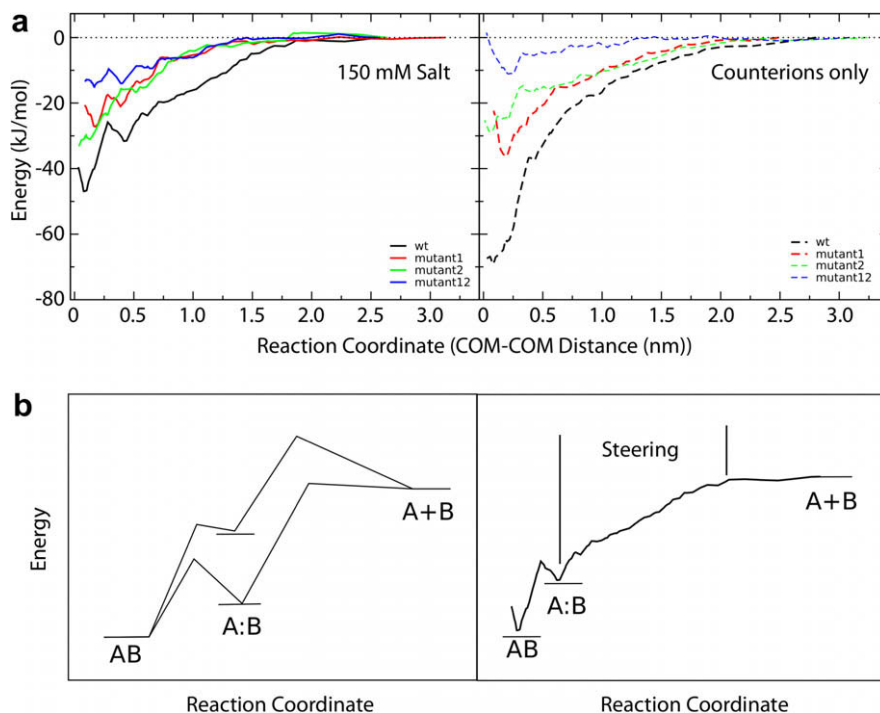 a
0
-20
-40
-60
-80
Energy (kJ/mol)
150 mM Salt
wt
mutant1
mutant2
mutant12
0 0.5 1.0 1.5 2.0 2.5 3.0
Counterions only
wt
mutant1
mutant2
mutant12
0 0.5 1.0 1.5 2.0 2.5 3.0
Reaction Coordinate (COM-COM Distance (nm))
b
Energy
AB
A:B
A+B
Reaction Coordinate
Steering
AB
A:B
A+B
Reaction Coordinate